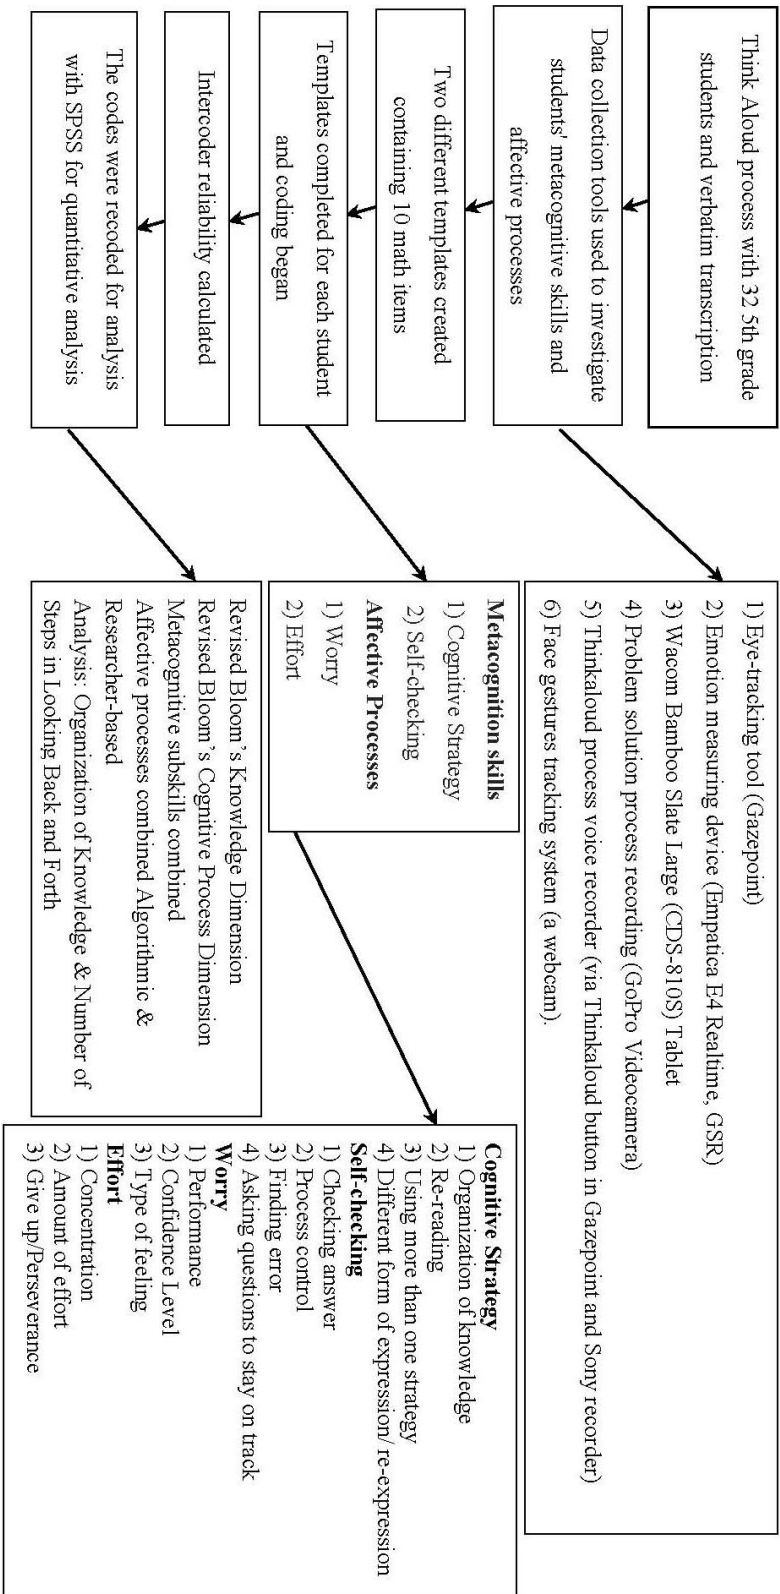 Think Aloud process with 32 5th grade
students and verbatim transcription
Data collection tools used to investigate
students' metacognitive skills and
affective processes
Two different templates created
containing 10 math items
Templates completed for each student
and coding began
Intercoder reliability calculated
The codes were recoded for analysis
with SPSS for quantitative analysis
1) Eye-tracking tool (Gazepoint)
2) Emotion measuring device (Empatica E4 Realtime, GSR)
3) Wacom Bamboo Slate Large (CDS-810S) Tablet
4) Problem solution process recording (GoPro Videocamera)
5) Thinkaloud process voice recorder (via Thinkaloud button in Gazepoint and Sony recorder)
6) Face gestures tracking system (a webcam).
Metacognition skills
1) Cognitive Strategy
2) Self-checking
Affective Processes
1) Worry
2) Effort
Revised Bloom's Knowledge Dimension
Revised Bloom's Cognitive Process Dimension
Metacognitive subskills combined
Affective processes combined Algorithmic &
Researcher-based
Analysis: Organization of Knowledge & Number of
Steps in Looking Back and Forth
Cognitive Strategy
1) Organization of knowledge
2) Re-reading
3) Using more than one strategy
4) Different form of expression/ re-expression
Self-checking
1) Checking answer
2) Process control
3) Finding error
4) Asking questions to stay on track
Worry
1) Performance
2) Confidence Level
3) Type of feeling
Effort
1) Concentration
2) Amount of effort
3) Give up/Perseverance